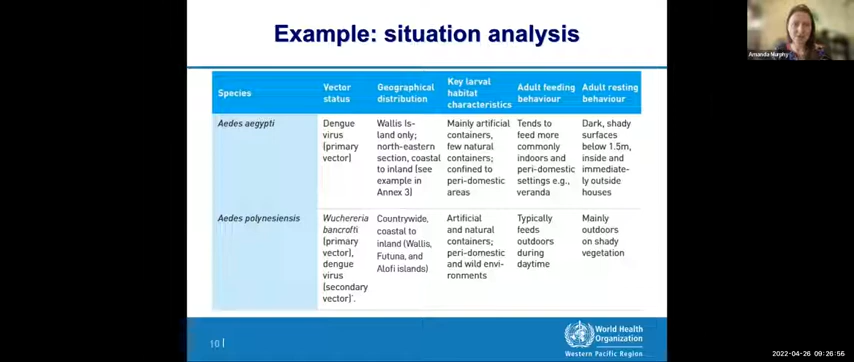 Example: situation analysis
Amanda Murphy
Species
Vector
status
Geographical
distribution
Key larval
habitat
characteristics
Adult feeding
behaviour
Adult resting
behaviour
Aedes aegypti
Dengue
virus
(primary
vector)
Wallis Is-
land only;
north-eastern
section, coastal
to inland (see
example in
Annex 3)
Mainly artificial
containers,
few natural
containers;
confined to
peri-domestic
areas
Tends to
feed more
commonly
indoors and
peri-domestic
settings e.g.,
veranda
Dark, shady
surfaces
below 1.5m,
inside and
immediate-
ly outside
houses
Aedes polynesiensis
Wuchereria
bancrofti
(primary
vector),
dengue
virus
(secondary
vector)*.
Countrywide,
coastal to
inland (Wallis,
Futuna, and
Alofi islands)
Artificial
and natural
containers;
peri-domestic
and wild envi-
ronments
Typically
feeds
outdoors
during
daytime
Mainly
outdoors
on shady
vegetation
10 |
World Health
Organization
Western Pacific Region
2022-04-26 09:26:56